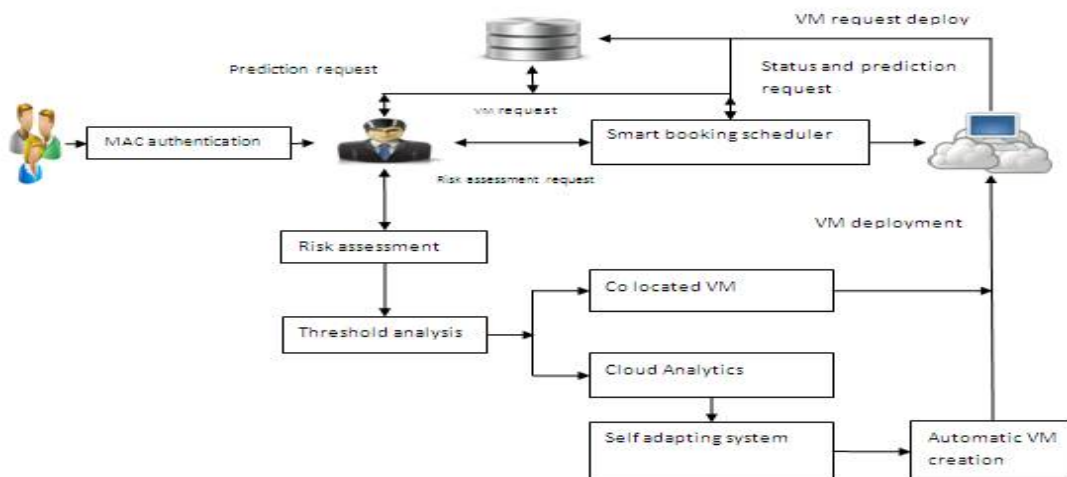 VM request deploy
Prediction request
Status and prediction
request
VM request
MAC authentication
Smart booking scheduler
Risk assessment request
VM deployment
Risk assessment
Co located VM
Threshold analysis
Cloud Analytics
Self adapting system
Automatic VM
creation